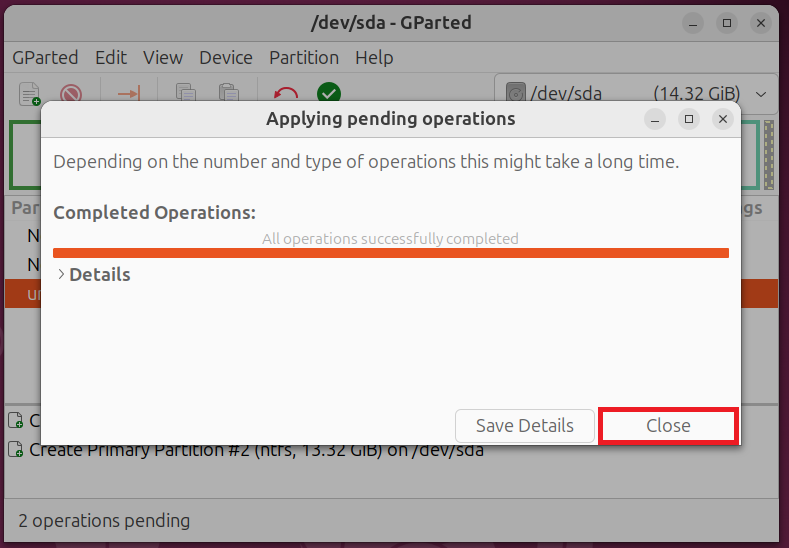 /dev/sda - GParted
GParted Edit View Device Partition Help
/dev/sda (14.32 GiB)
Applying pending operations
Depending on the number and type of operations this might take a long time.
Completed Operations:
All operations successfully completed
Details
Save Details Close
Create Primary Partition #2 (ntfs, 13.32 GiB) on /dev/sda
2 operations pending